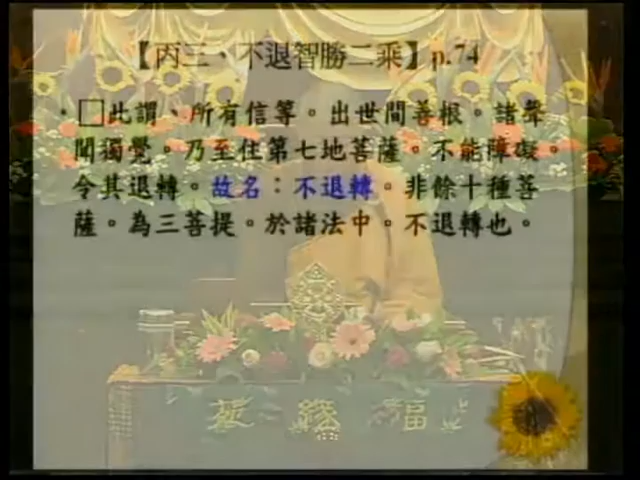 【丙三、不退智勝二乘】p.74
・□此謂、所有信等。出世間善根。諸聲
聞獨覺。乃至住第七地菩薩。不能障礙。
令其退轉。故名：不退轉。非餘十種菩
薩。為三菩提。於諸法中。不退轉也。
福